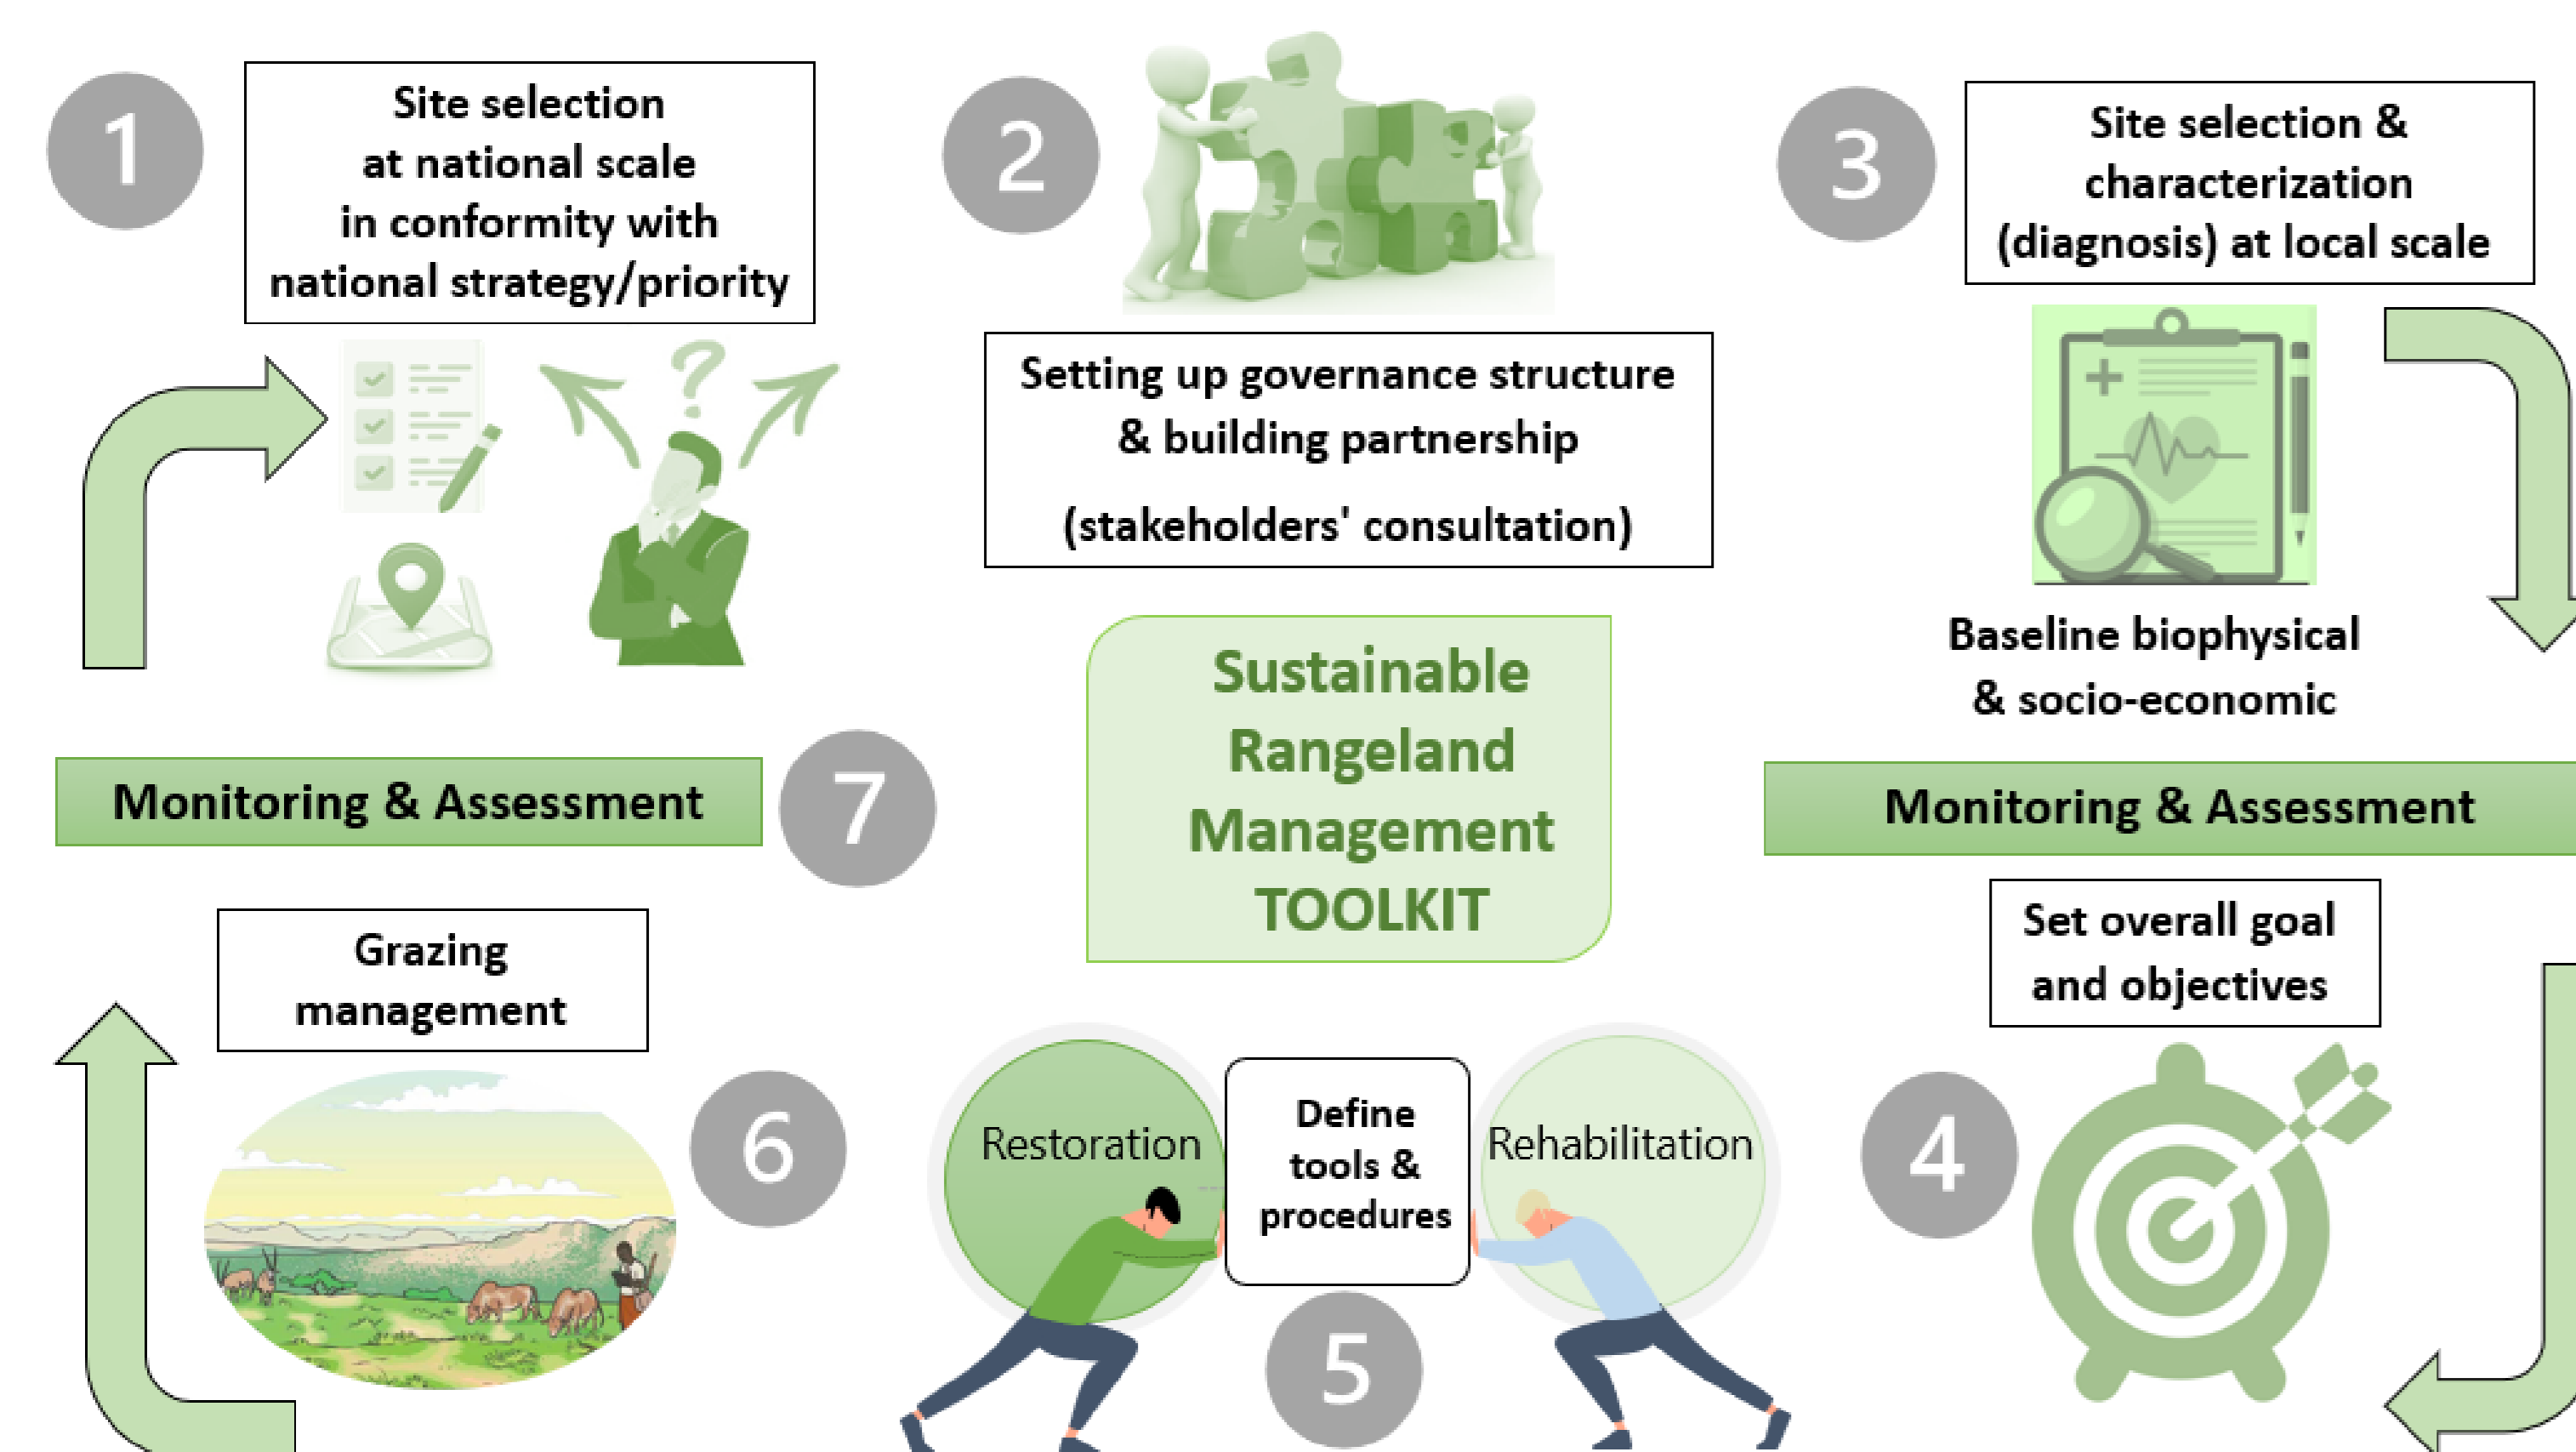 1
Site selection
at national scale
in conformity with
national strategy/priority
2
Setting up governance structure
& building partnership
(stakeholders' consultation)
3
Site selection &
characterization
(diagnosis) at local scale
Baseline biophysical
& socio-economic
Monitoring & Assessment
7
Sustainable
Rangeland
Management
TOOLKIT
Monitoring & Assessment
Set overall goal
and objectives
4
Restoration
Define
tools &
procedures
Rehabilitation
5
Grazing
management
6